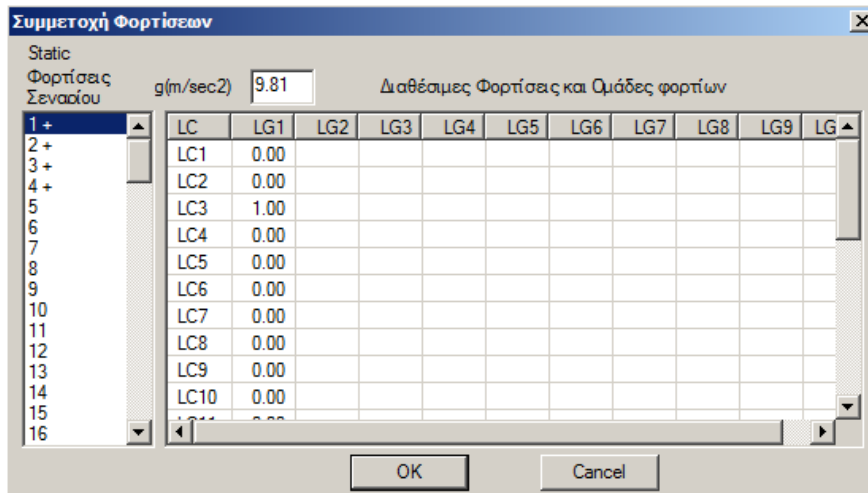 Συμμετοχή Φορτίσεων
Static
Φορτίσεις
Σεναρίου
g(m/sec2) 9.81 Διαθέσιμες Φορτίσεις και Ομάδες φορτίων
1 +
2 +
3 +
4 +
5
6
7
8
9
10
11
12
13
14
15
16
LC LG1 LG2 LG3 LG4 LG5 LG6 LG7 LG8 LG9 LG
LC1 0.00
LC2 0.00
LC3 1.00
LC4 0.00
LC5 0.00
LC6 0.00
LC7 0.00
LC8 0.00
LC9 0.00
LC10 0.00
OK Cancel